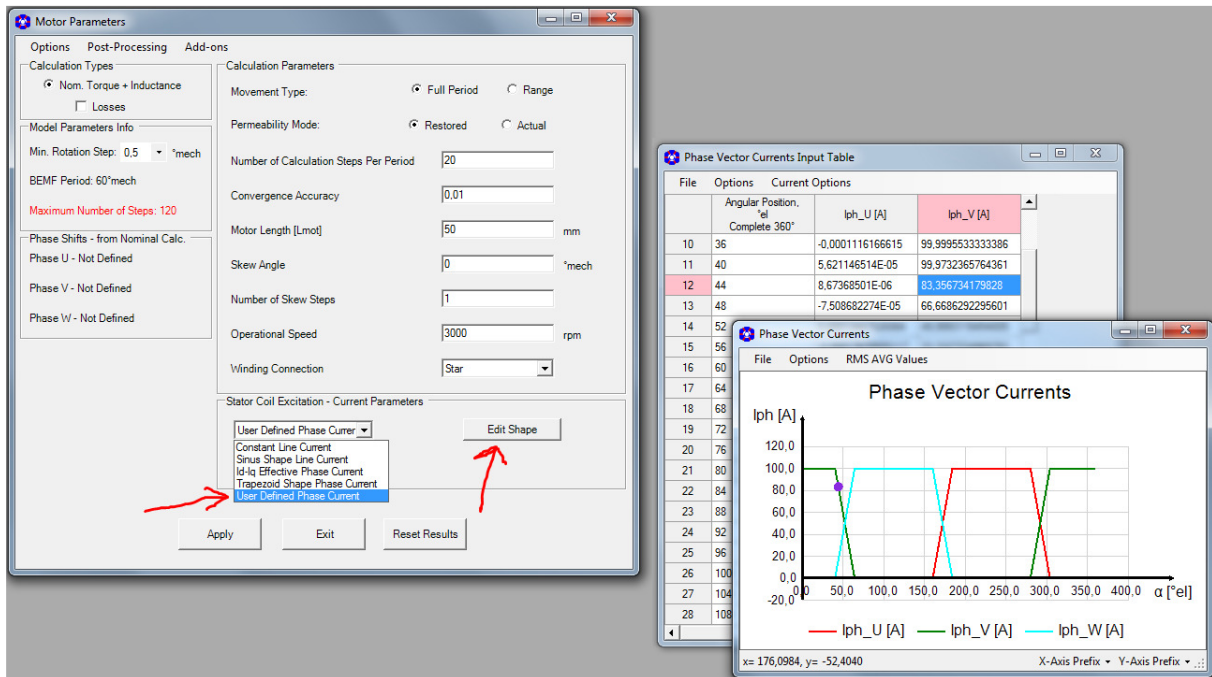 Motor Parameters
Options Post-Processing Add-ons
Calculation Types
Nom. Torque + Inductance
Losses
Model Parameters Info
Min. Rotation Step: 0,5 °mech
BEMF Period: 60°mech
Maximum Number of Steps: 120
Phase Shifts - from Nominal Calc.
Phase U - Not Defined
Phase V - Not Defined
Phase W - Not Defined
Calculation Parameters
Movement Type: Full Period Range
Permeability Mode: Restored Actual
Number of Calculation Steps Per Period 20
Convergence Accuracy 0,01
Motor Length [Lmot] 50 mm
Skew Angle 0 °mech
Number of Skew Steps 1
Operational Speed 3000 rpm
Winding Connection Star
Stator Coil Excitation - Current Parameters
User Defined Phase Currer Edit Shape
Constant Line Current
Sinus Shape Line Current
Id-Iq Effective Phase Current
Trapezoid Shape Phase Current
User Defined Phase Current
Apply Exit Reset Results
Phase Vector Currents Input Table
File Options Current Options
Angular Position,
°el
Complete 360°
Iph_U [A] Iph_V [A]
10 36 -0,0001116166615 99,9995533333386
11 40 5,621146514E-05 99,9732365764361
12 44 8,67368501E-06 83,356734179828
13 48 -7,508682274E-05 66,6686292295601
14 52
15 56
16 60
17 64
18 68
19 72
20 76
21 80
22 84
23 88
24 92
25 96
26 100
27 104
28 108
Phase Vector Currents
File Options RMS AVG Values
Phase Vector Currents
Iph [A]
120,0
100,0
80,0
60,0
40,0
20,0
0,0
-20,0
0,0 50,0 100,0 150,0 200,0 250,0 300,0 350,0 400,0 α [°el]
Iph_U [A] Iph_V [A] Iph_W [A]
x= 176,0984, y= -52,4040 X-Axis Prefix Y-Axis Prefix